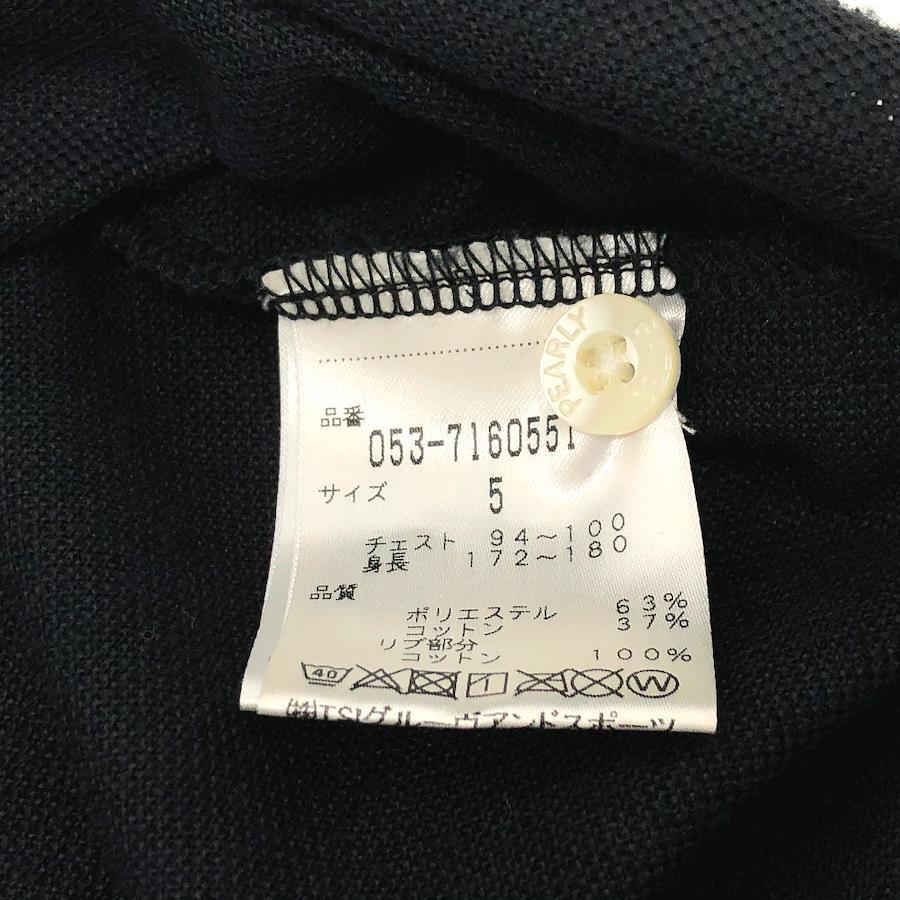 PEARLY
品番
053-7160551
サイズ 5
チェスト 94～100
身長 172～180
品質
ポリエステル 63%
コットン 37%
リブ部分
コットン 100%
40 1 W
㈱TSIグルーヴアンドスポーツ